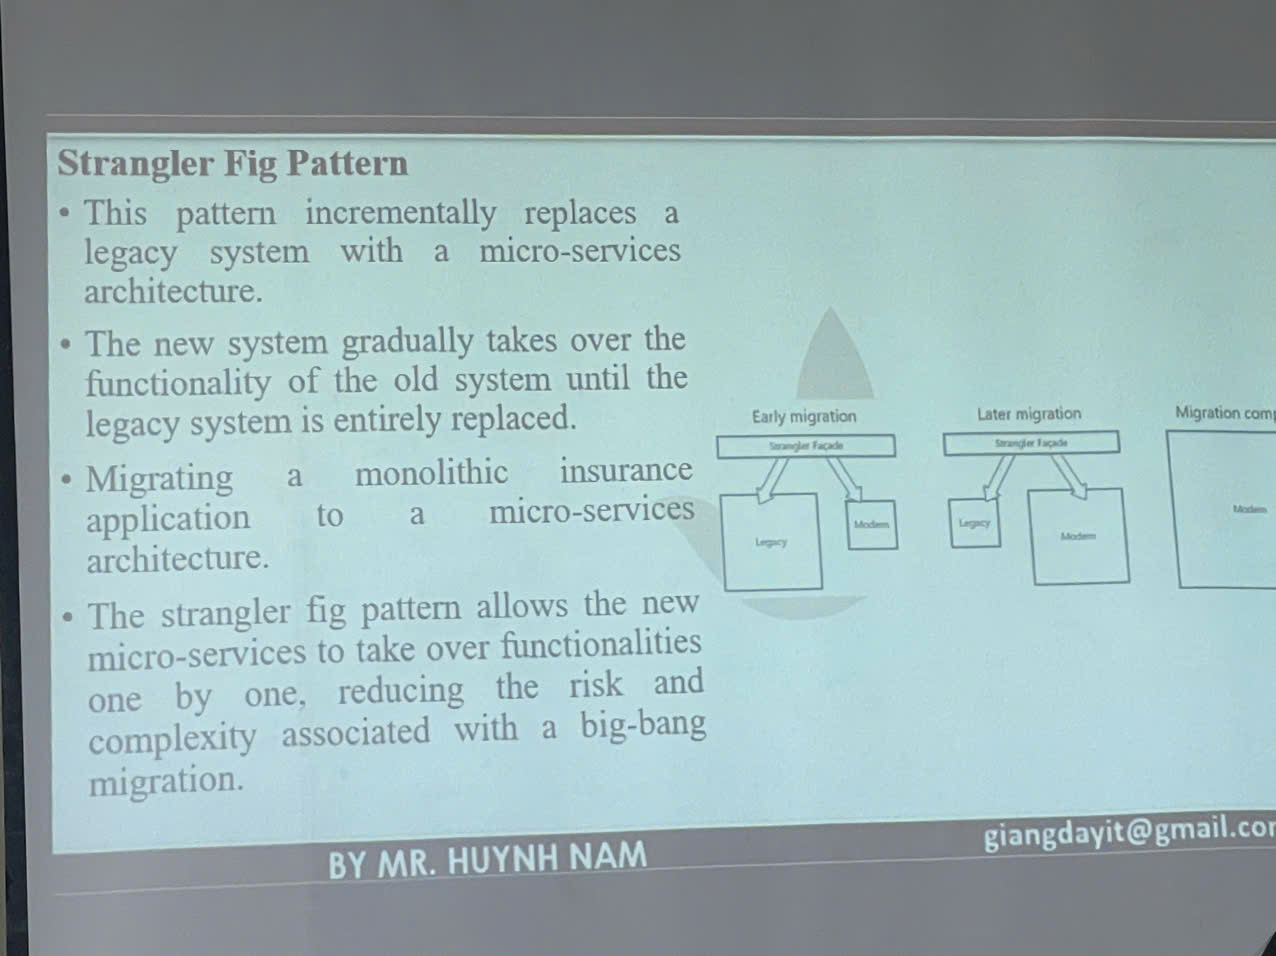 Strangler Fig Pattern
• This pattern incrementally replaces a
legacy system with a micro-services
architecture.
• The new system gradually takes over the
functionality of the old system until the
legacy system is entirely replaced.
• Migrating a monolithic insurance
application to a micro-services
architecture.
• The strangler fig pattern allows the new
micro-services to take over functionalities
one by one, reducing the risk and
complexity associated with a big-bang
migration.
Early migration
Strangler Façade
Legacy
Modern
Later migration
Strangler Façade
Legacy
Modern
Migration comp
Modern
BY MR. HUYNH NAM
giangdayit@gmail.com